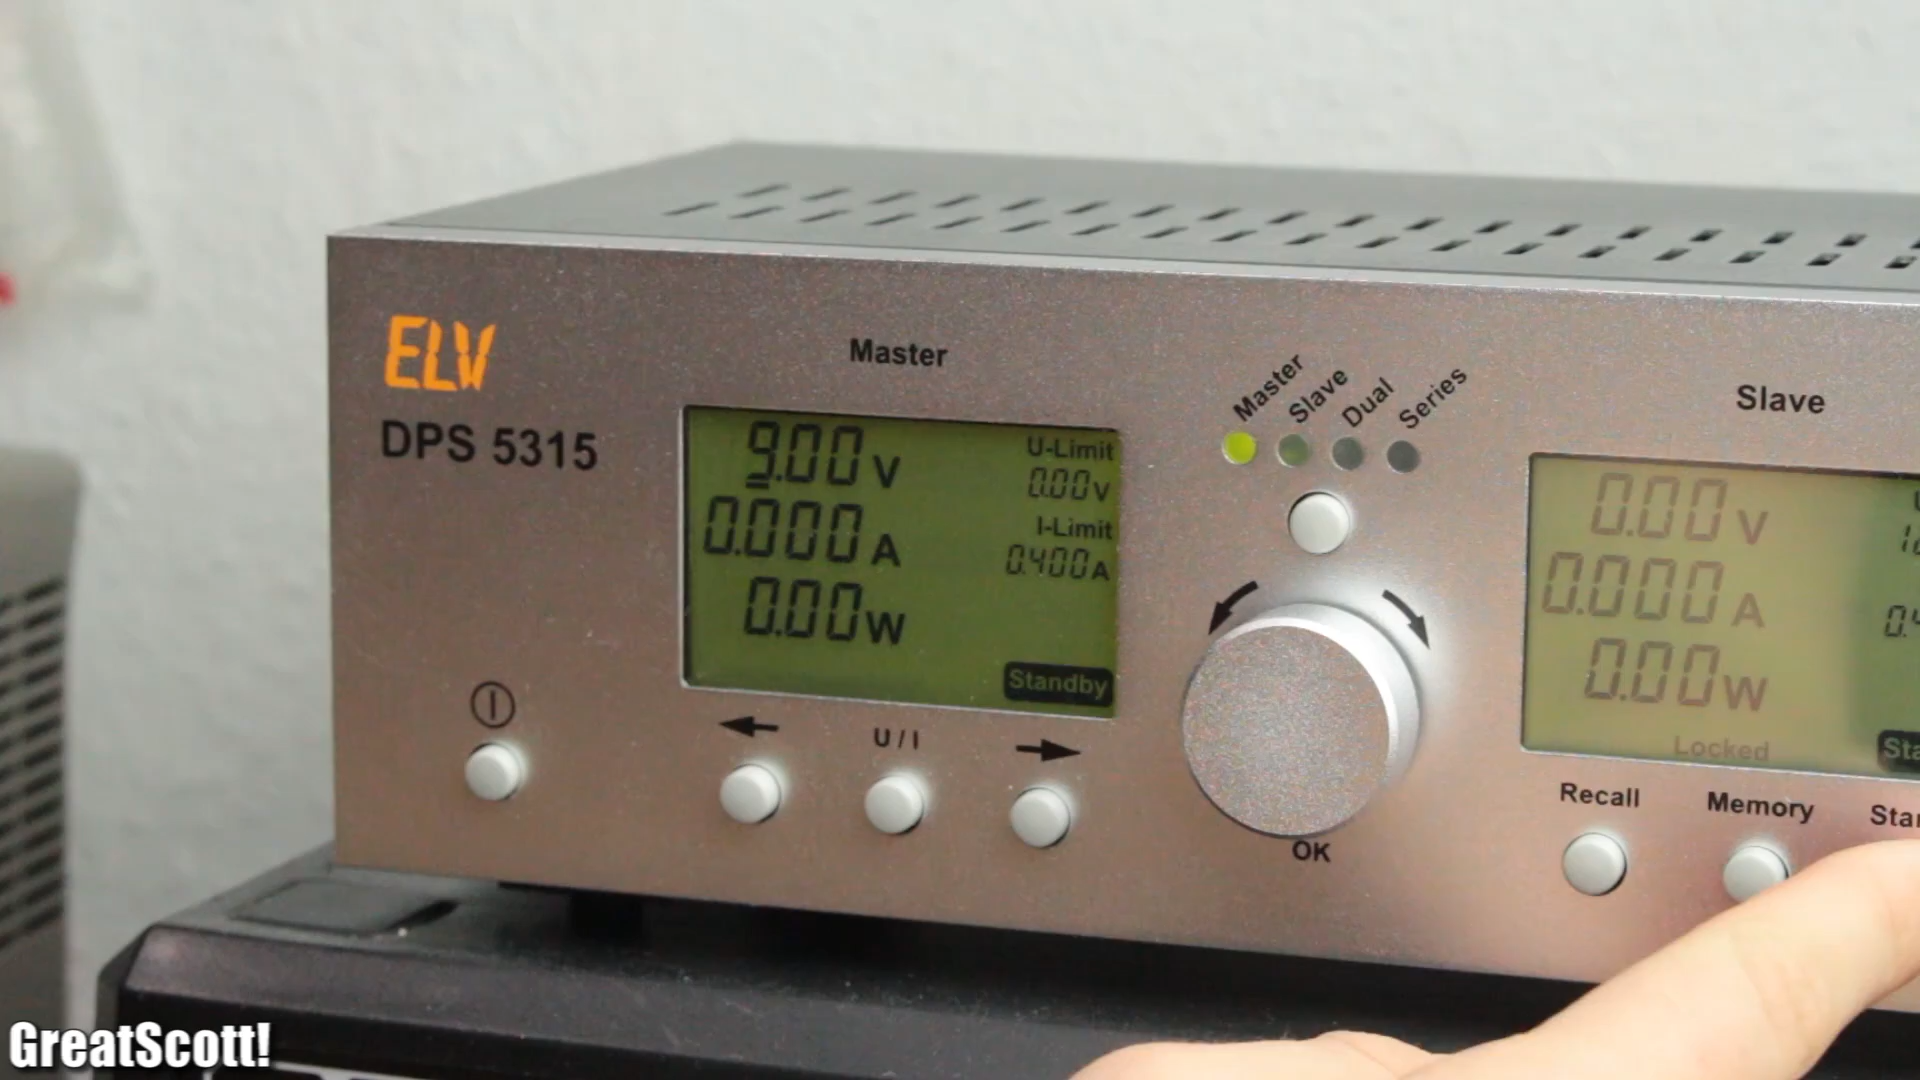 ELV
DPS 5315
Master
9.00 V
0.000 A
0.00 W
U-Limit
0.00 V
I-Limit
0.400 A
Standby
U / I
Master
Slave
Dual
Series
OK
Slave
0.00 V
0.000 A
0.00 W
Locked
Recall
Memory
GreatScott!